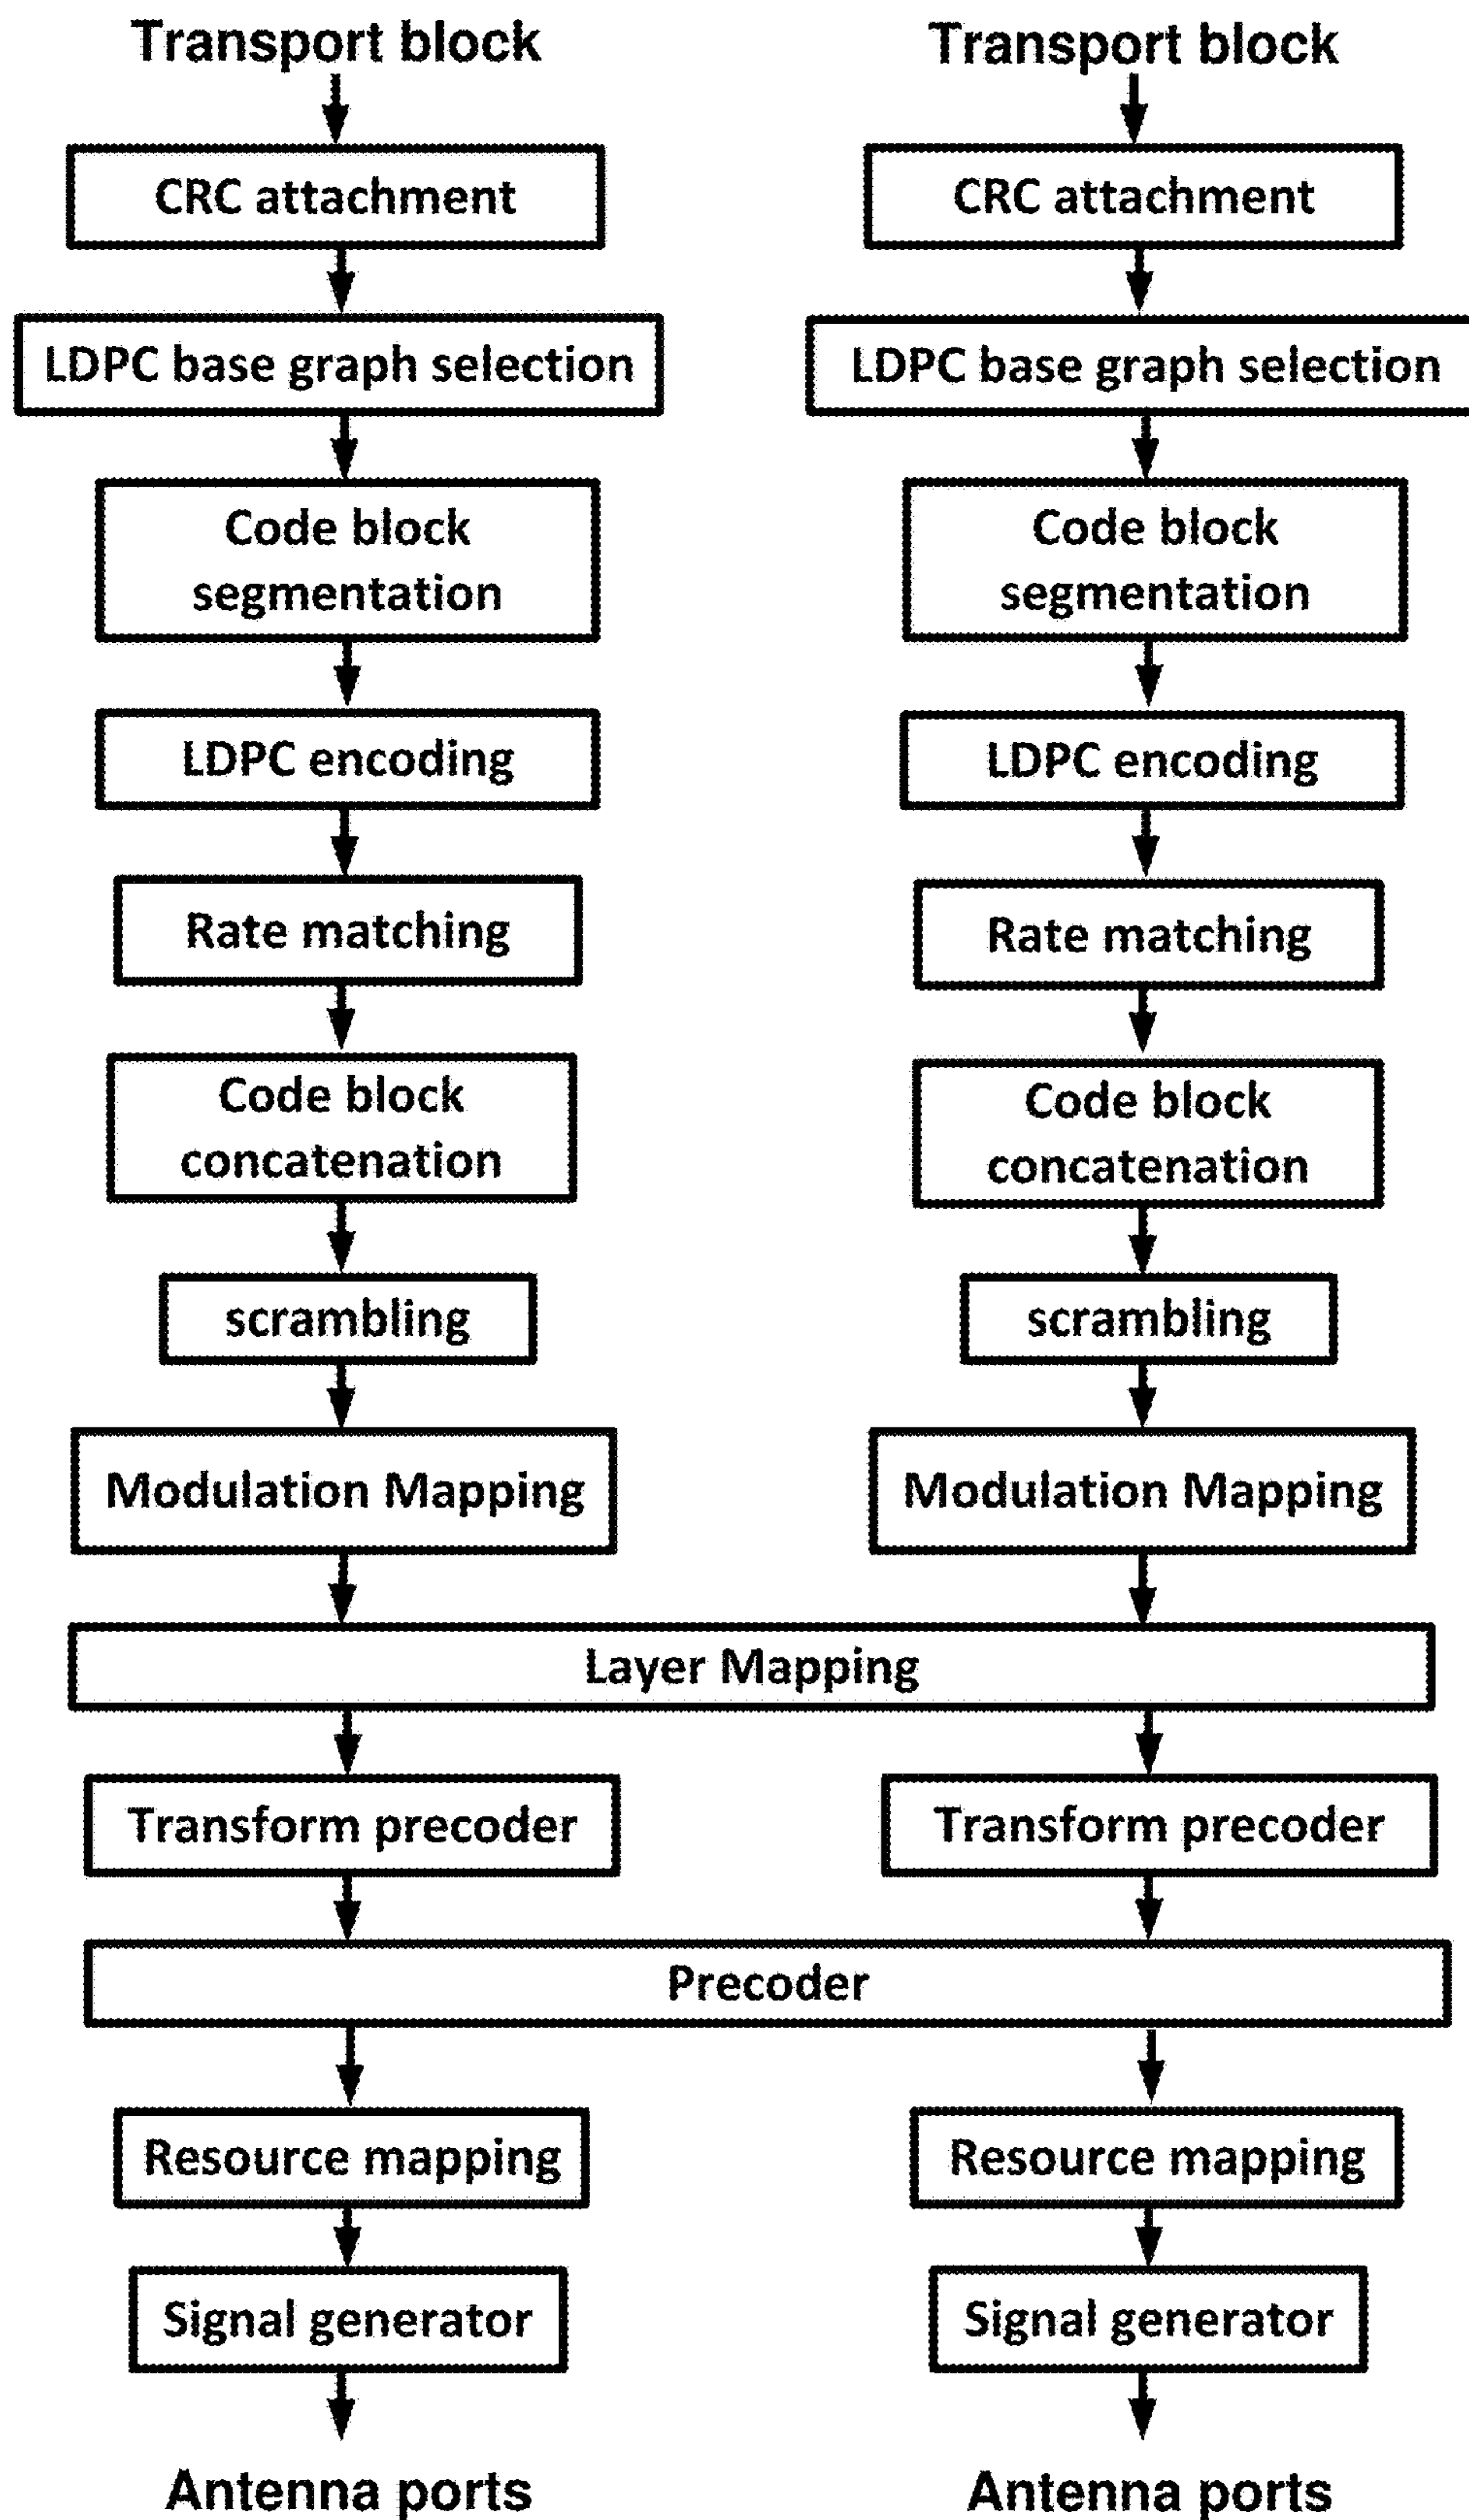 Transport block
Transport block
CRC attachment
CRC attachment
LDPC base graph selection
LDPC base graph selection
Code block
segmentation
Code block
segmentation
LDPC encoding
LDPC encoding
Rate matching
Rate matching
Code block
concatenation
Code block
concatenation
scrambling
scrambling
Modulation Mapping
Modulation Mapping
Layer Mapping
Transform precoder
Transform precoder
Precoder
Resource mapping
Resource mapping
Signal generator
Signal generator
Antenna ports
Antenna ports